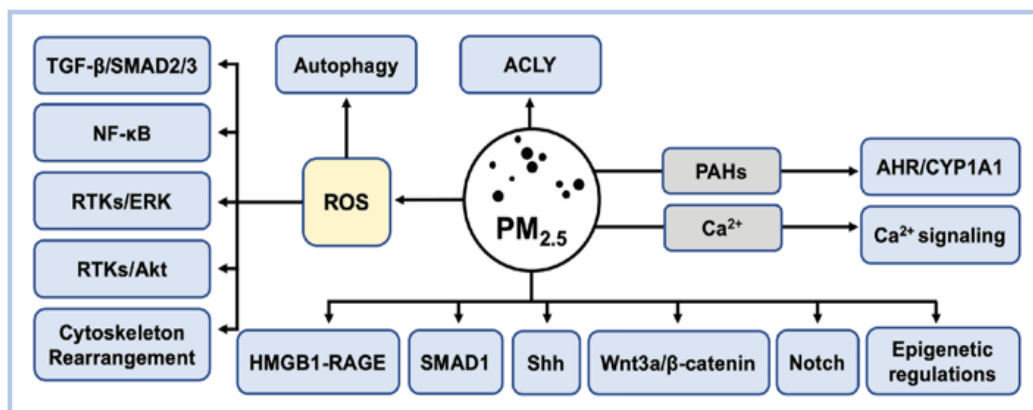 TGF-β/SMAD2/3
Autophagy
ACLY
NF-κB
PAHs
AHR/CYP1A1
RTKs/ERK
ROS
PM2.5
Ca2+
Ca2+ signaling
RTKs/Akt
Cytoskeleton
Rearrangement
HMGB1-RAGE
SMAD1
Shh
Wnt3a/β-catenin
Notch
Epigenetic
regulations